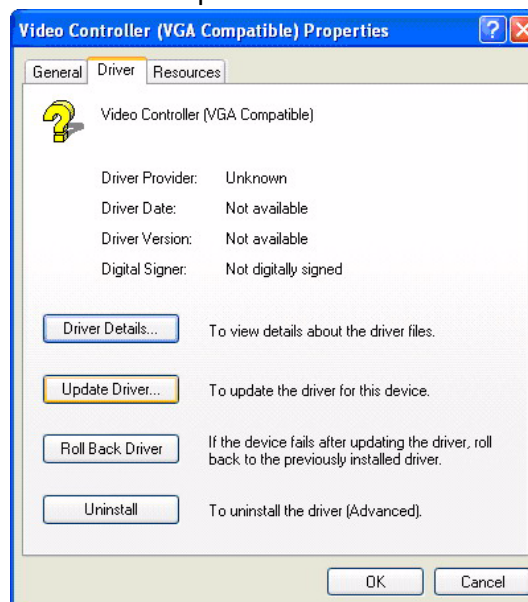 Video Controller (VGA Compatible) Properties
?
X
General Driver Resources
Video Controller (VGA Compatible)
Driver Provider: Unknown
Driver Date: Not available
Driver Version: Not available
Digital Signer: Not digitally signed
Driver Details... To view details about the driver files.
Update Driver... To update the driver for this device.
Roll Back Driver If the device fails after updating the driver, roll
back to the previously installed driver.
Uninstall To uninstall the driver (Advanced).
OK Cancel